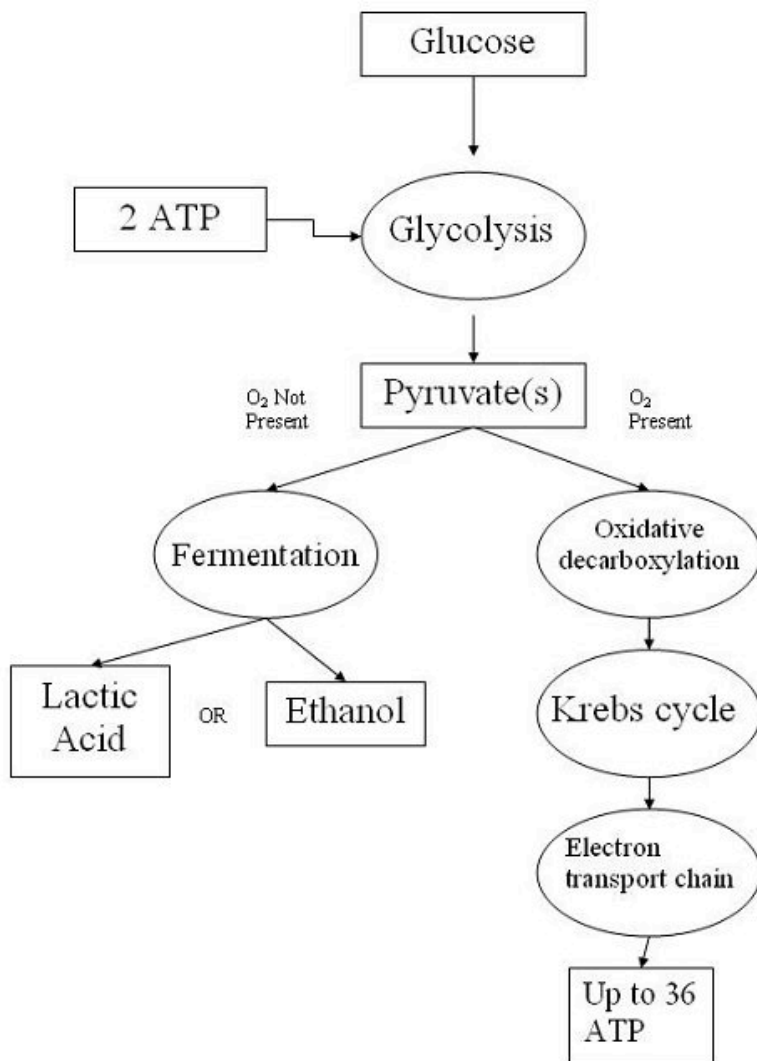 Glucose
2 ATP
Glycolysis
Pyruvate(s)
O₂ Not
Present
O₂
Present
Fermentation
Oxidative
decarboxylation
Lactic
Acid
OR
Ethanol
Krebs cycle
Electron
transport chain
Up to 36
ATP